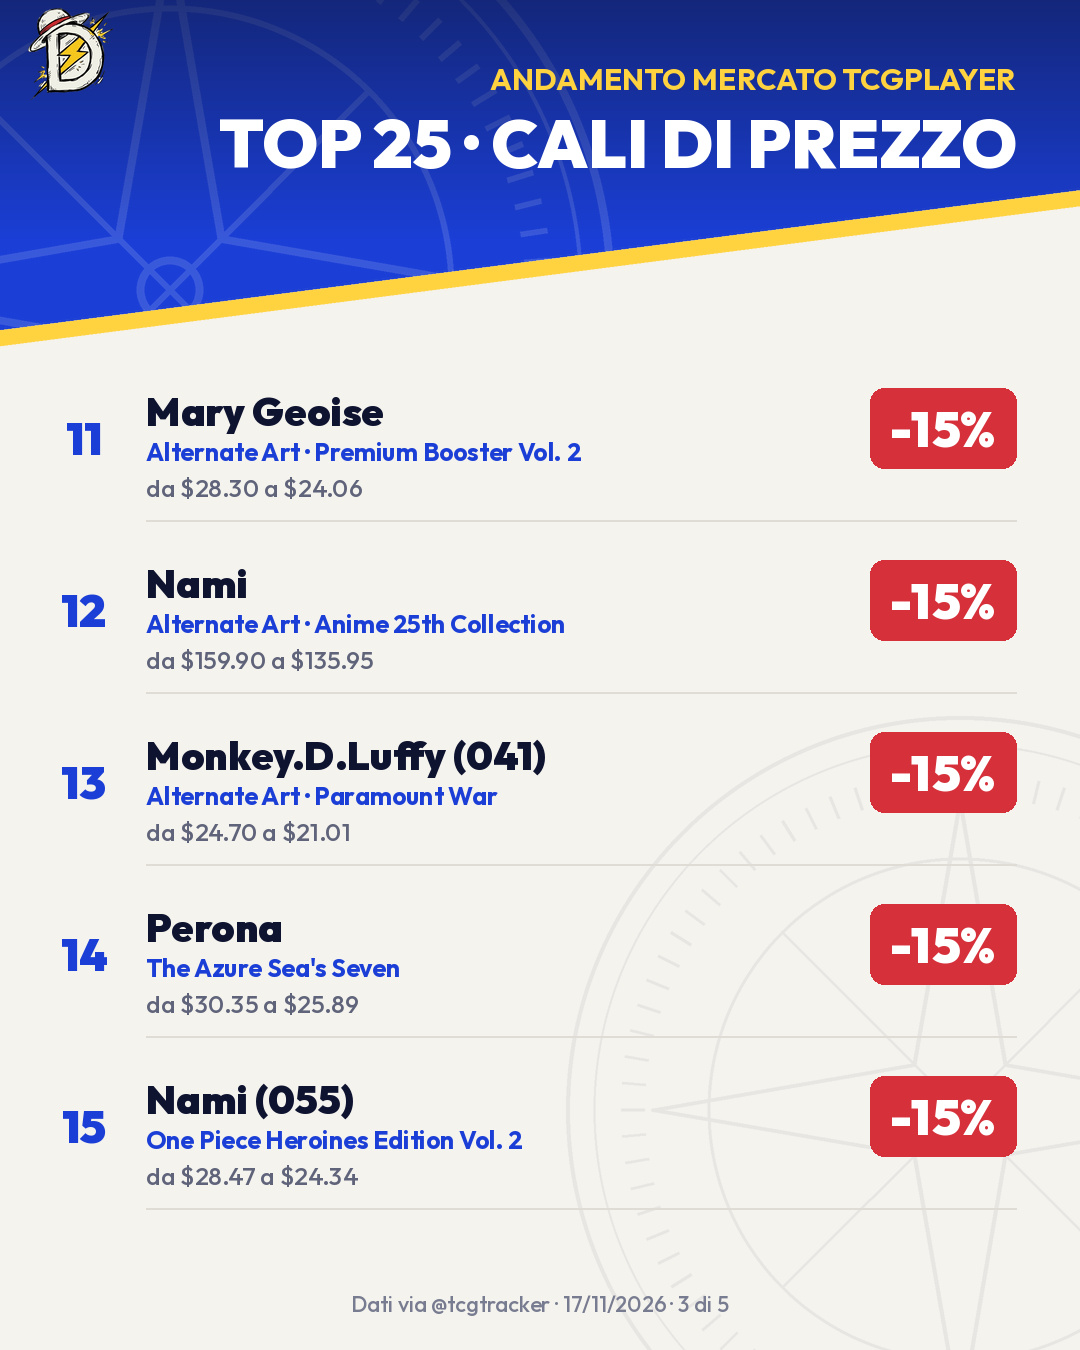 D
ANDAMENTO MERCATO TCGPLAYER
TOP 25 · CALI DI PREZZO
11
Mary Geoise
Alternate Art · Premium Booster Vol. 2
da $28.30 a $24.06
-15%
12
Nami
Alternate Art · Anime 25th Collection
da $159.90 a $135.95
-15%
13
Monkey.D.Luffy (041)
Alternate Art · Paramount War
da $24.70 a $21.01
-15%
14
Perona
The Azure Sea's Seven
da $30.35 a $25.89
-15%
15
Nami (055)
One Piece Heroines Edition Vol. 2
da $28.47 a $24.34
-15%
Dati via @tcgtracker · 17/11/2026 · 3 di 5